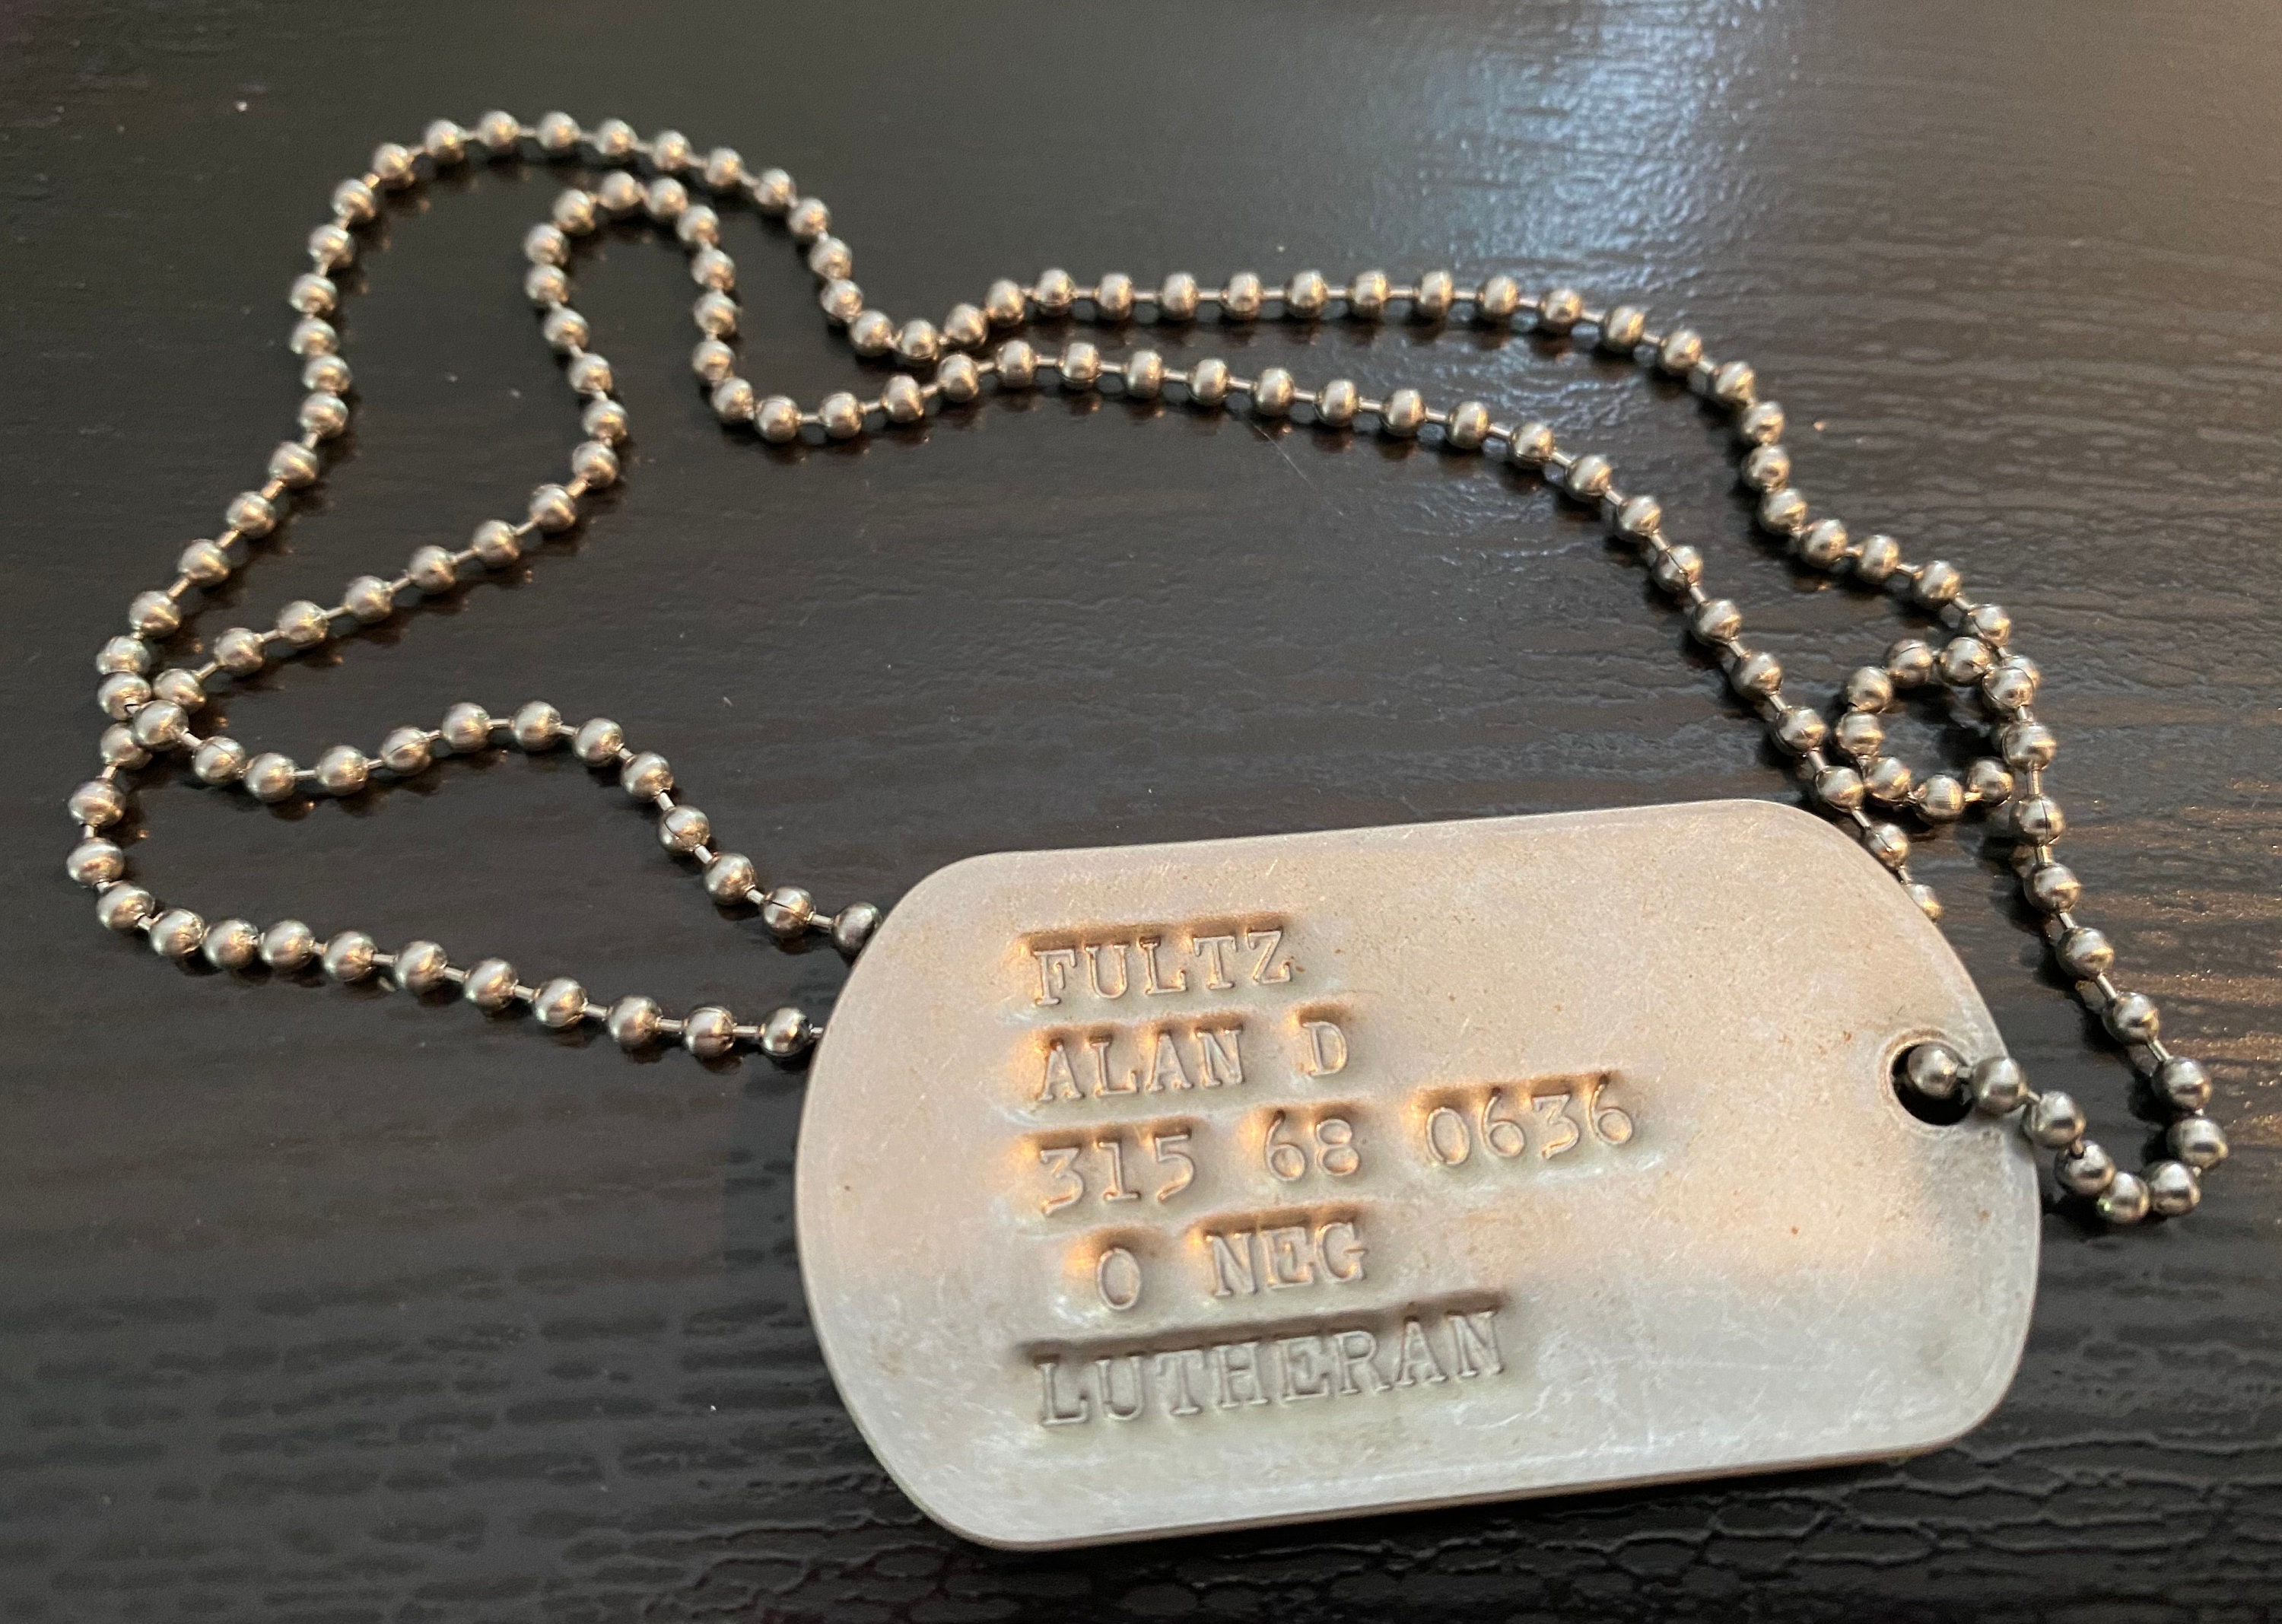 FULTZ
ALAN D
315 68 0636
O NEG
LUTHERAN